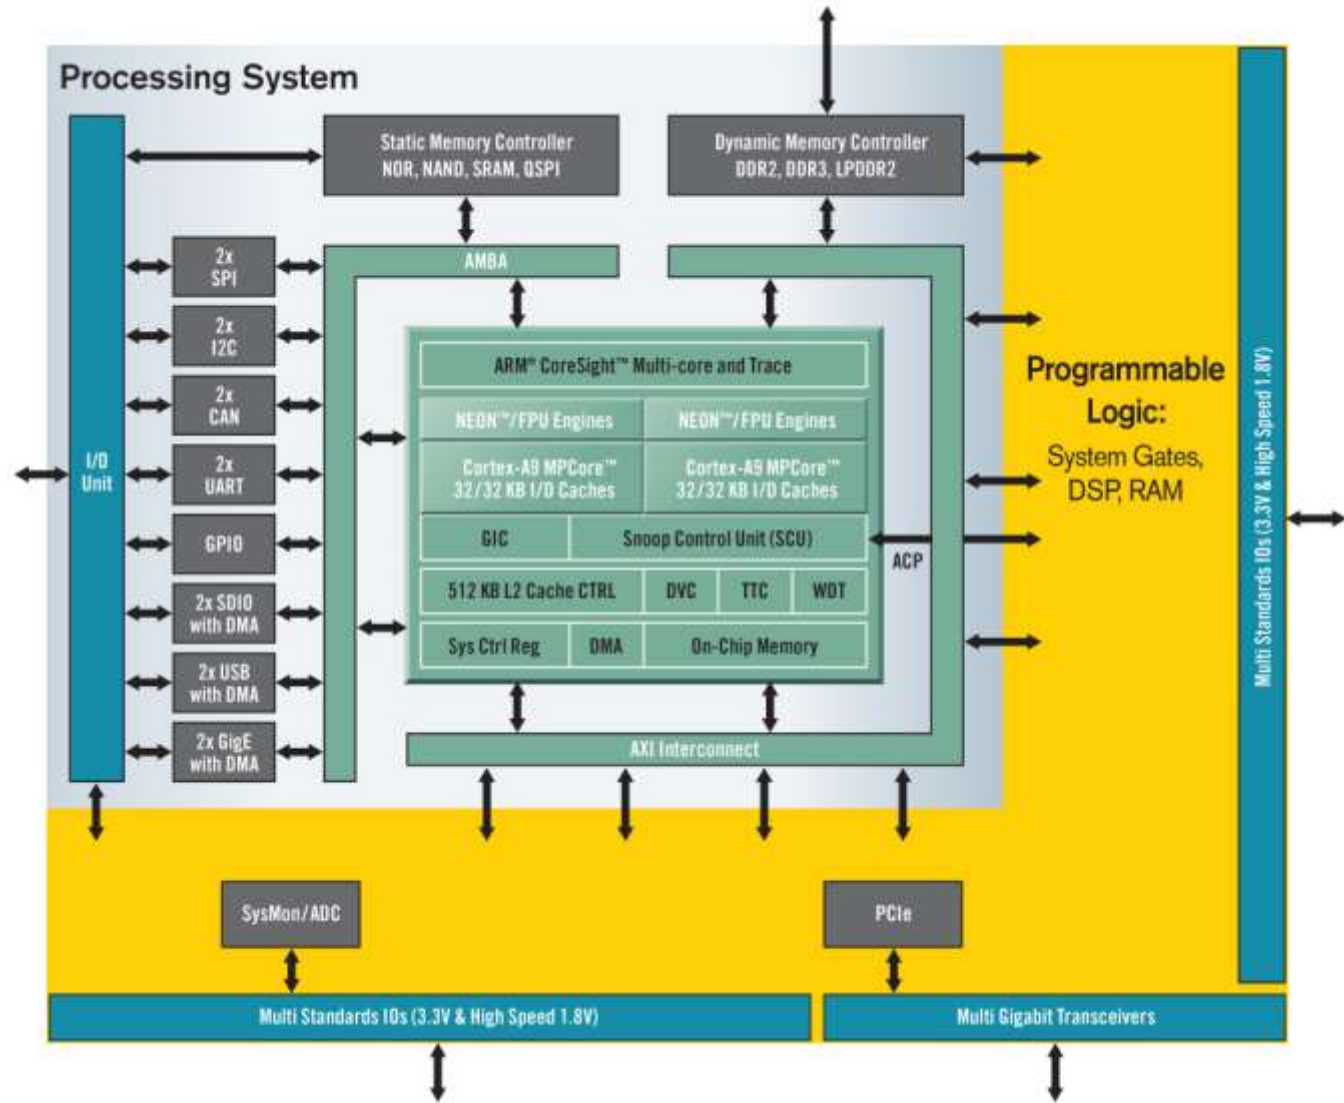 Processing System
Static Memory Controller
NOR, NAND, SRAM, QSPI
Dynamic Memory Controller
DDR2, DDR3, LPDDR2
AMBA
2x
SPI
2x
I2C
2x
CAN
2x
UART
GPIO
2x SDIO
with DMA
2x USB
with DMA
2x GigE
with DMA
I/O
Unit
ARM® CoreSight™ Multi-core and Trace
NEON™/FPU Engines
NEON™/FPU Engines
Cortex-A9 MPCore™
32/32 KB I/D Caches
Cortex-A9 MPCore™
32/32 KB I/D Caches
GIC
Snoop Control Unit (SCU)
ACP
512 KB L2 Cache CTRL
DVC
TTC
WDT
Sys Ctrl Reg
DMA
On-Chip Memory
AXI Interconnect
Programmable
Logic:
System Gates,
DSP, RAM
Multi Standards IOs (3.3V & High Speed 1.8V)
SysMon/ADC
PCIe
Multi Standards IOs (3.3V & High Speed 1.8V)
Multi Gigabit Transceivers